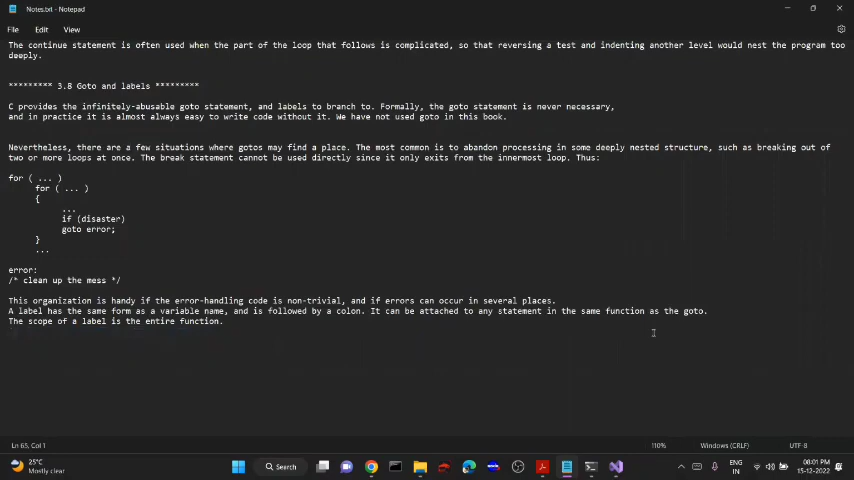 Notes.txt - Notepad
File Edit View
The continue statement is often used when the part of the loop that follows is complicated, so that reversing a test and indenting another level would nest the program too
deeply.
********* 3.8 Goto and labels *********
C provides the infinitely-abusable goto statement, and labels to branch to. Formally, the goto statement is never necessary,
and in practice it is almost always easy to write code without it. We have not used goto in this book.
Nevertheless, there are a few situations where gotos may find a place. The most common is to abandon processing in some deeply nested structure, such as breaking out of
two or more loops at once. The break statement cannot be used directly since it only exits from the innermost loop. Thus:
for ( ... )
for ( ... )
{
...
if (disaster)
goto error;
}
...
error:
/* clean up the mess */
This organization is handy if the error-handling code is non-trivial, and if errors can occur in several places.
A label has the same form as a variable name, and is followed by a colon. It can be attached to any statement in the same function as the goto.
The scope of a label is the entire function.
Ln 65, Col 1
110%
Windows (CRLF)
UTF-8
25°C
Mostly clear
Search
ENG
IN
08:01 PM
15-12-2022